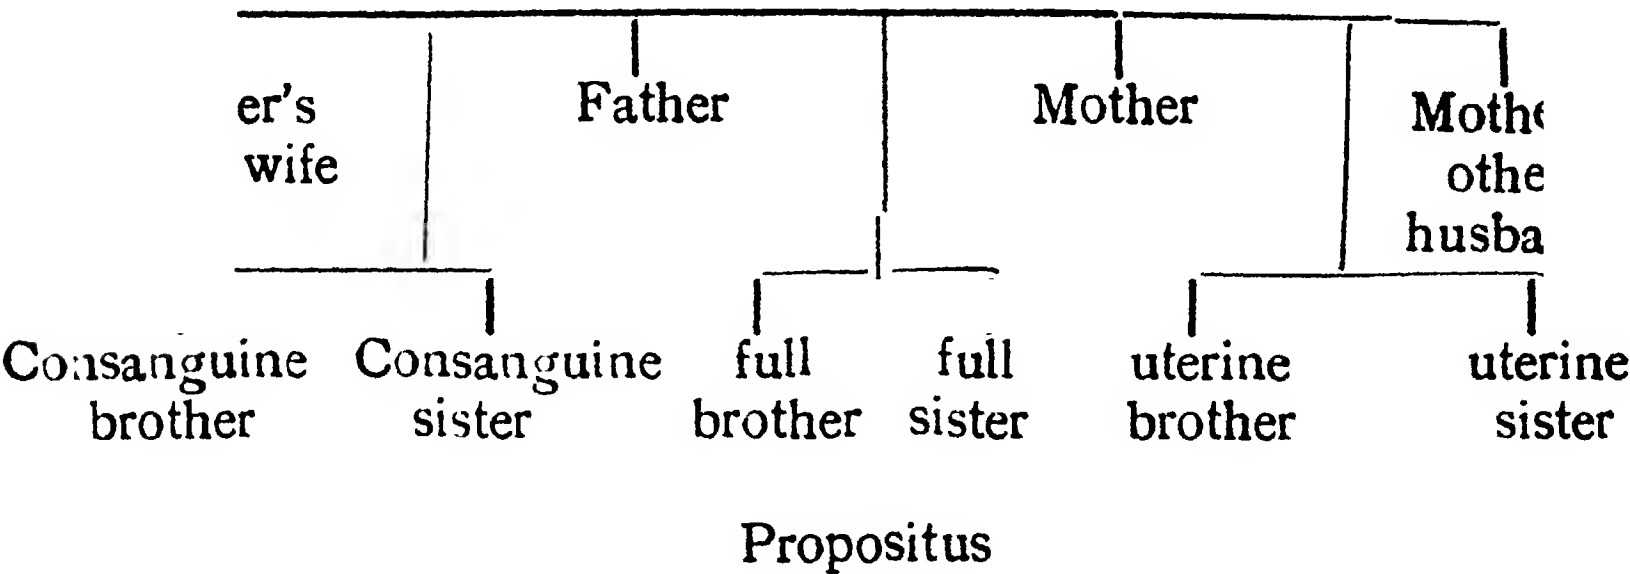 er's Father Mother Mothe
wife othe
husba
Consanguine Consanguine full full uterine uterine
brother sister brother sister brother sister
Propositus